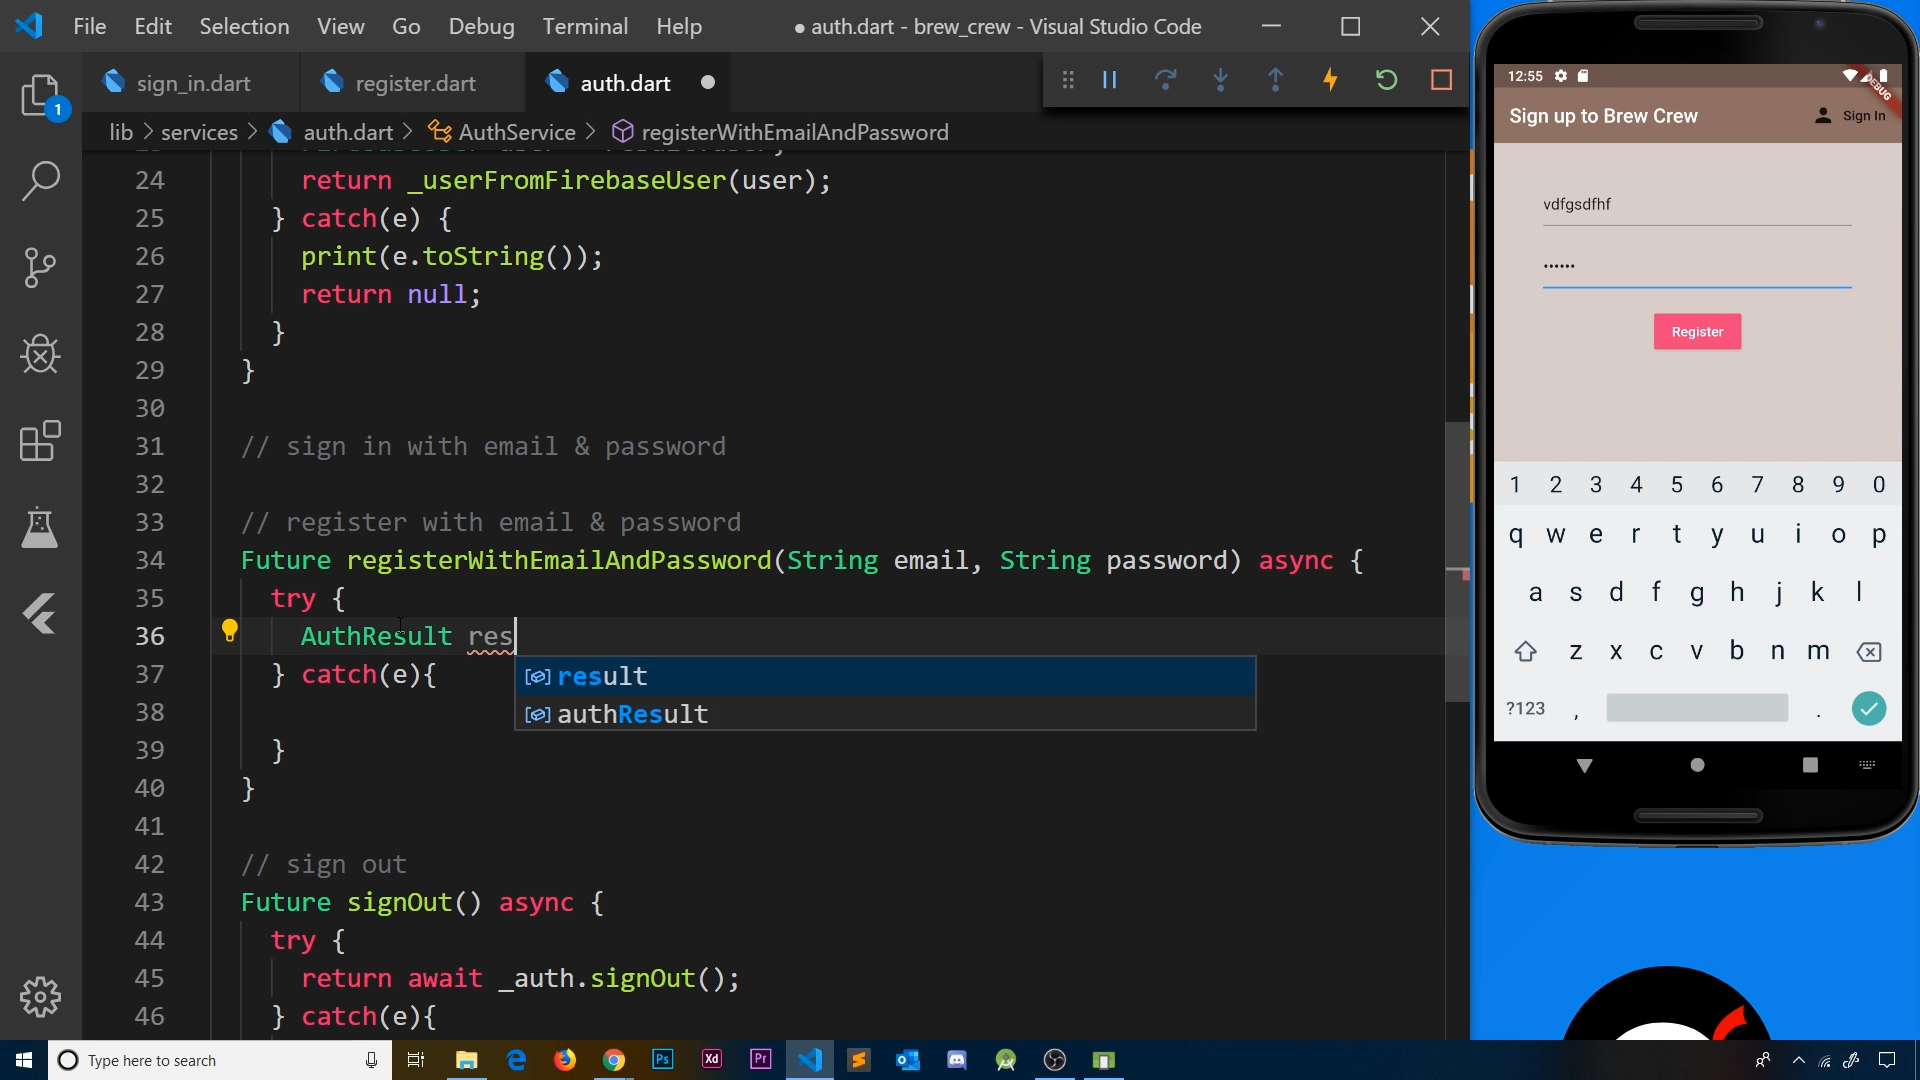 File Edit Selection View Go Debug Terminal Help
● auth.dart - brew_crew - Visual Studio Code
sign_in.dart
register.dart
auth.dart
1
lib > services > auth.dart > AuthService > registerWithEmailAndPassword
24 return _userFromFirebaseUser(user);
25 } catch(e) {
26 print(e.toString());
27 return null;
28 }
29 }
30
31 // sign in with email & password
32
33 // register with email & password
34 Future registerWithEmailAndPassword(String email, String password) async {
35 try {
36 AuthResult res
result
authResult
37 } catch(e){
38
39 }
40 }
41
42 // sign out
43 Future signOut() async {
44 try {
45 return await _auth.signOut();
46 } catch(e){
12:55
DEBUG
Sign up to Brew Crew
Sign In
vdfgsdfhf
••••••
Register
1 2 3 4 5 6 7 8 9 0
q w e r t y u i o p
a s d f g h j k l
z x c v b n m
?123 , .
Type here to search
Ps
Xd
Pr